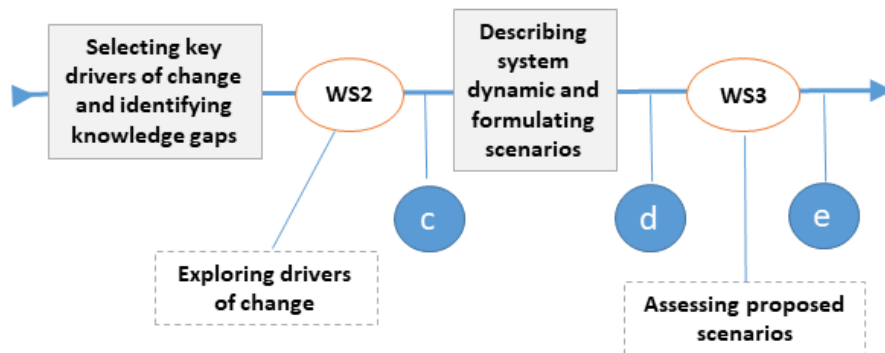 Selecting key
drivers of change
and identifying
knowledge gaps
WS2
Describing
system
dynamic and
formulating
scenarios
WS3
c
d
e
Exploring drivers
of change
Assessing proposed
scenarios